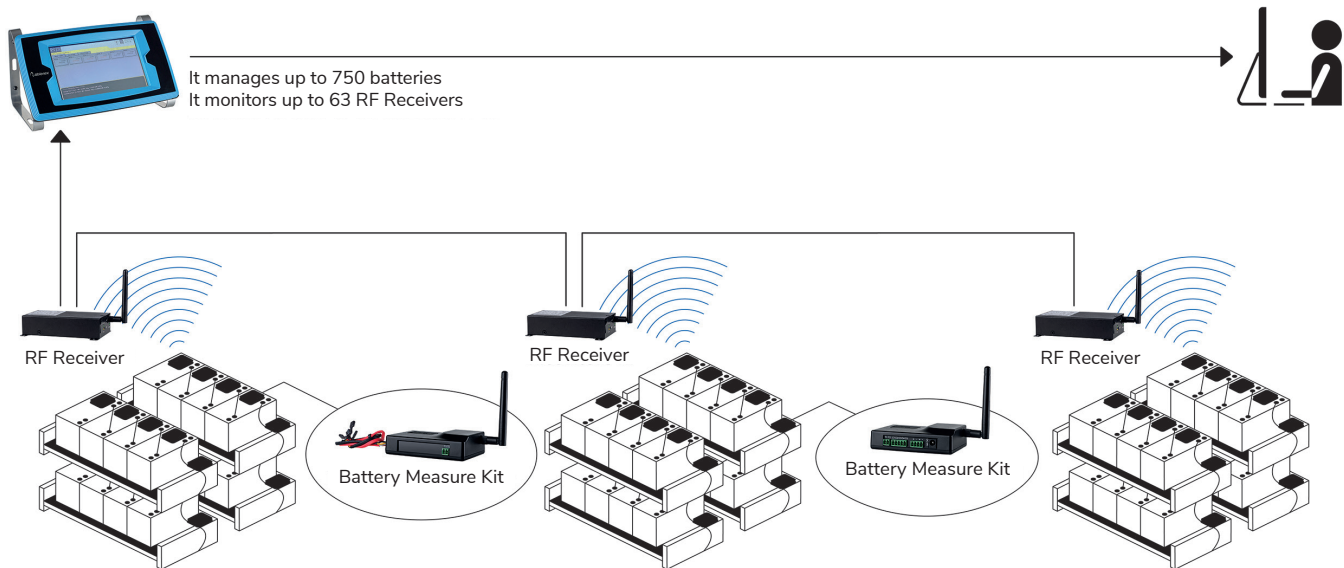 It manages up to 750 batteries
It monitors up to 63 RF Receivers
RF Receiver
RF Receiver
RF Receiver
Battery Measure Kit
Battery Measure Kit